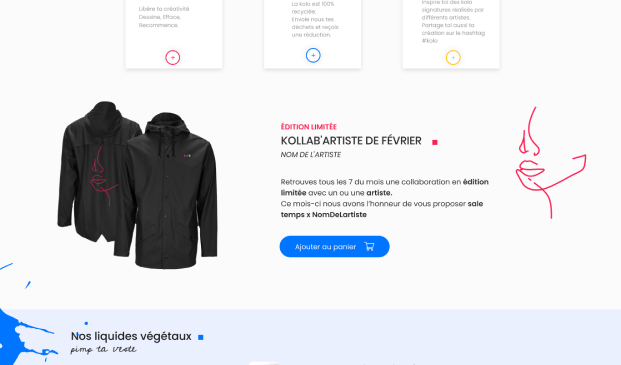 Libère ta créativité
Dessine, Efface,
Recommence.
La kolo est 100%
recyclée.
Envoie nous tes
déchets et reçois
une réduction.
Inspire toi des kolo
signatures réalisés par
différents artistes.
Partage toi aussi ta
création sur le hashtag
#kolo
ÉDITION LIMITÉE
KOLLAB'ARTISTE DE FÉVRIER
NOM DE L'ARTISTE
Retrouves tous les 7 du mois une collaboration en édition
limitée avec un ou une artiste.
Ce mois-ci nous avons l'honneur de vous proposer sale
temps x NomDeLartiste
Ajouter au panier
Nos liquides végétaux
pimp ta veste